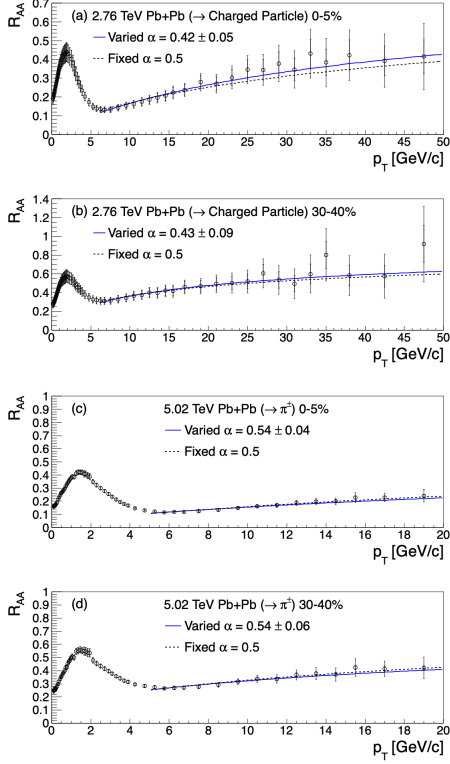 R_AA
0.7
0.6
0.5
0.4
0.3
0.2
0.1
0
(a) 2.76 TeV Pb+Pb (→ Charged Particle) 0-5%
Varied α = 0.42 ± 0.05
Fixed α = 0.5
0 5 10 15 20 25 30 35 40 45 50
p_T [GeV/c]
R_AA
1.4
1.2
1
0.8
0.6
0.4
0.2
0
(b) 2.76 TeV Pb+Pb (→ Charged Particle) 30-40%
Varied α = 0.43 ± 0.09
Fixed α = 0.5
0 5 10 15 20 25 30 35 40 45 50
p_T [GeV/c]
R_AA
1
0.9
0.8
0.7
0.6
0.5
0.4
0.3
0.2
0.1
0
(c) 5.02 TeV Pb+Pb (→ π±) 0-5%
Varied α = 0.54 ± 0.04
Fixed α = 0.5
0 2 4 6 8 10 12 14 16 18 20
p_T [GeV/c]
R_AA
1
0.9
0.8
0.7
0.6
0.5
0.4
0.3
0.2
0.1
0
(d) 5.02 TeV Pb+Pb (→ π±) 30-40%
Varied α = 0.54 ± 0.06
Fixed α = 0.5
0 2 4 6 8 10 12 14 16 18 20
p_T [GeV/c]